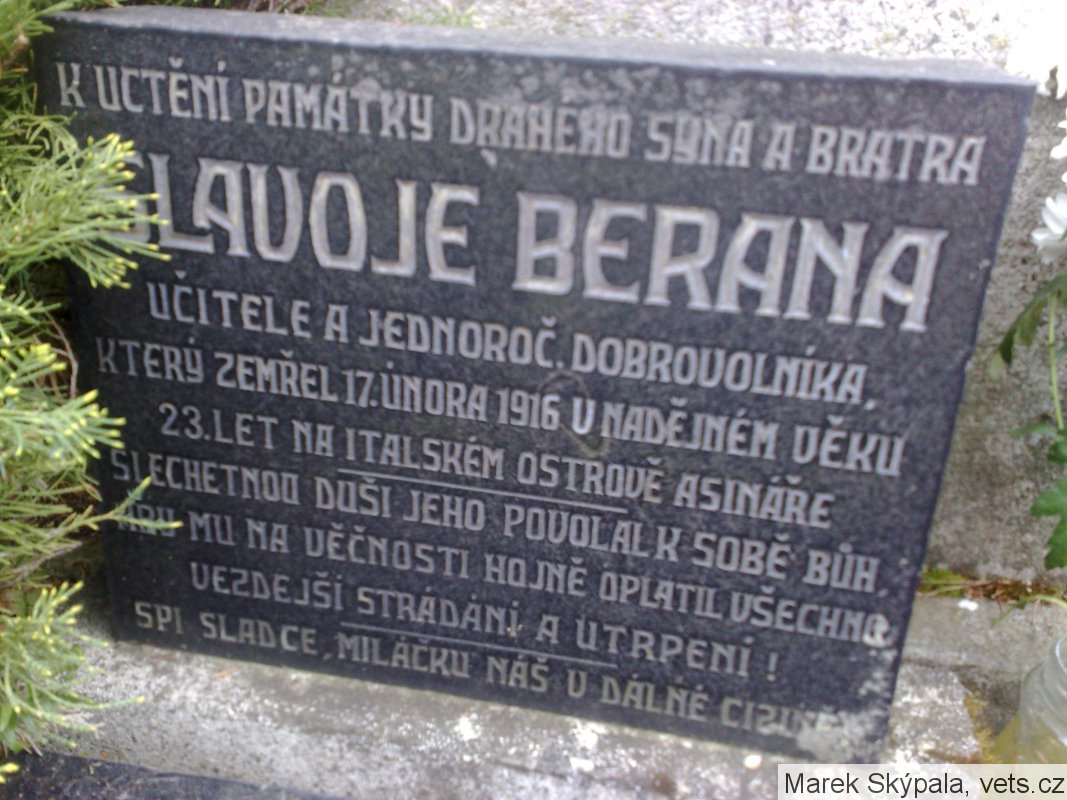 K UCTĚNÍ PAMÁTKY DRAHÉHO SYNA A BRATRA
SLAVOJE BERANA
UČITELE A JEDNOROČ. DOBROVOLNÍKA,
KTERÝ ZEMŘEL 17. ÚNORA 1916 V NADĚJNÉM VĚKU
23. LET NA ITALSKÉM OSTROVĚ ASINÁŘE
ŠLECHETNOU DUŠI JEHO POVOLAL K SOBĚ BŮH,
ABY MU NA VĚČNOSTI HOJNĚ OPLATIL VŠECHNO
VEZDEJŠÍ STRÁDÁNÍ A UTRPENÍ!
SPI SLADCE, MILÁČKU NÁŠ V DÁLNÉ CIZINĚ
Marek Skýpala, vets.cz